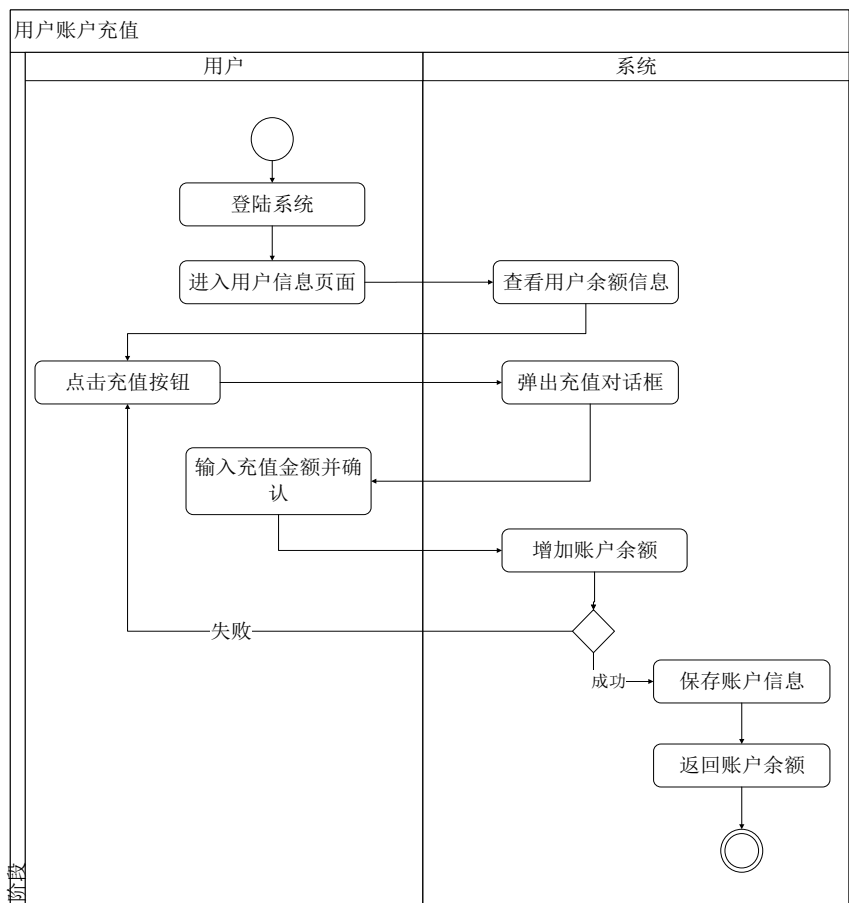 用户账户充值
用户
系统
登陆系统
进入用户信息页面
查看用户余额信息
点击充值按钮
弹出充值对话框
输入充值金额并确
认
增加账户余额
失败
成功
保存账户信息
返回账户余额
阶段